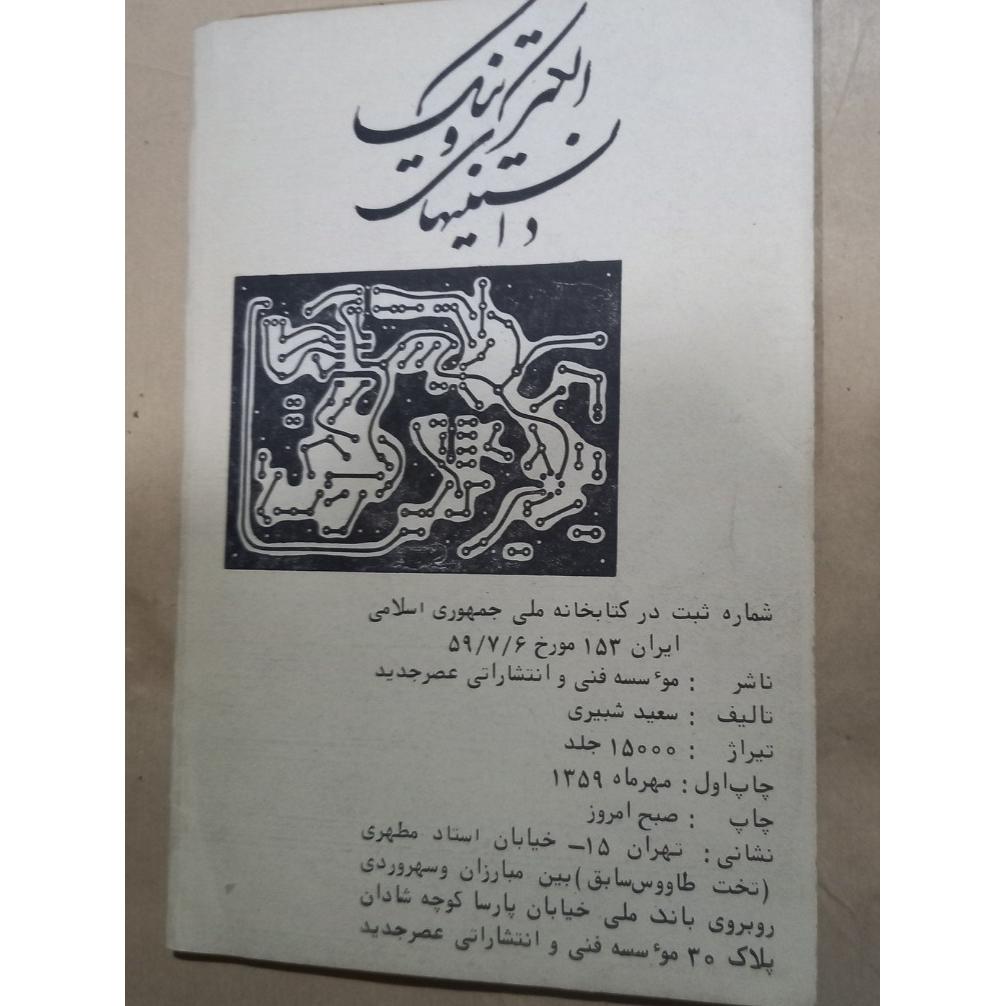 الکترونیک
و
دانستنیهای
شماره ثبت در کتابخانه ملی جمهوری اسلامی
ایران ۱۵۳ مورخ ۵۹/۷/۶
ناشر : موٴسسه فنی و انتشاراتی عصرجدید
تالیف : سعید شبیری
تیراژ : ۱۵۰۰۰ جلد
چاپ اول : مهرماه ۱۳۵۹
چاپ : صبح امروز
نشانی : تهران ۱۵– خیابان استاد مطهری
(تخت طاووس سابق) بین مبارزان وسهروردی
روبروی بانک ملی خیابان پارسا کوچه شادان
پلاک ۳۰ موٴسسه فنی و انتشاراتی عصرجدید